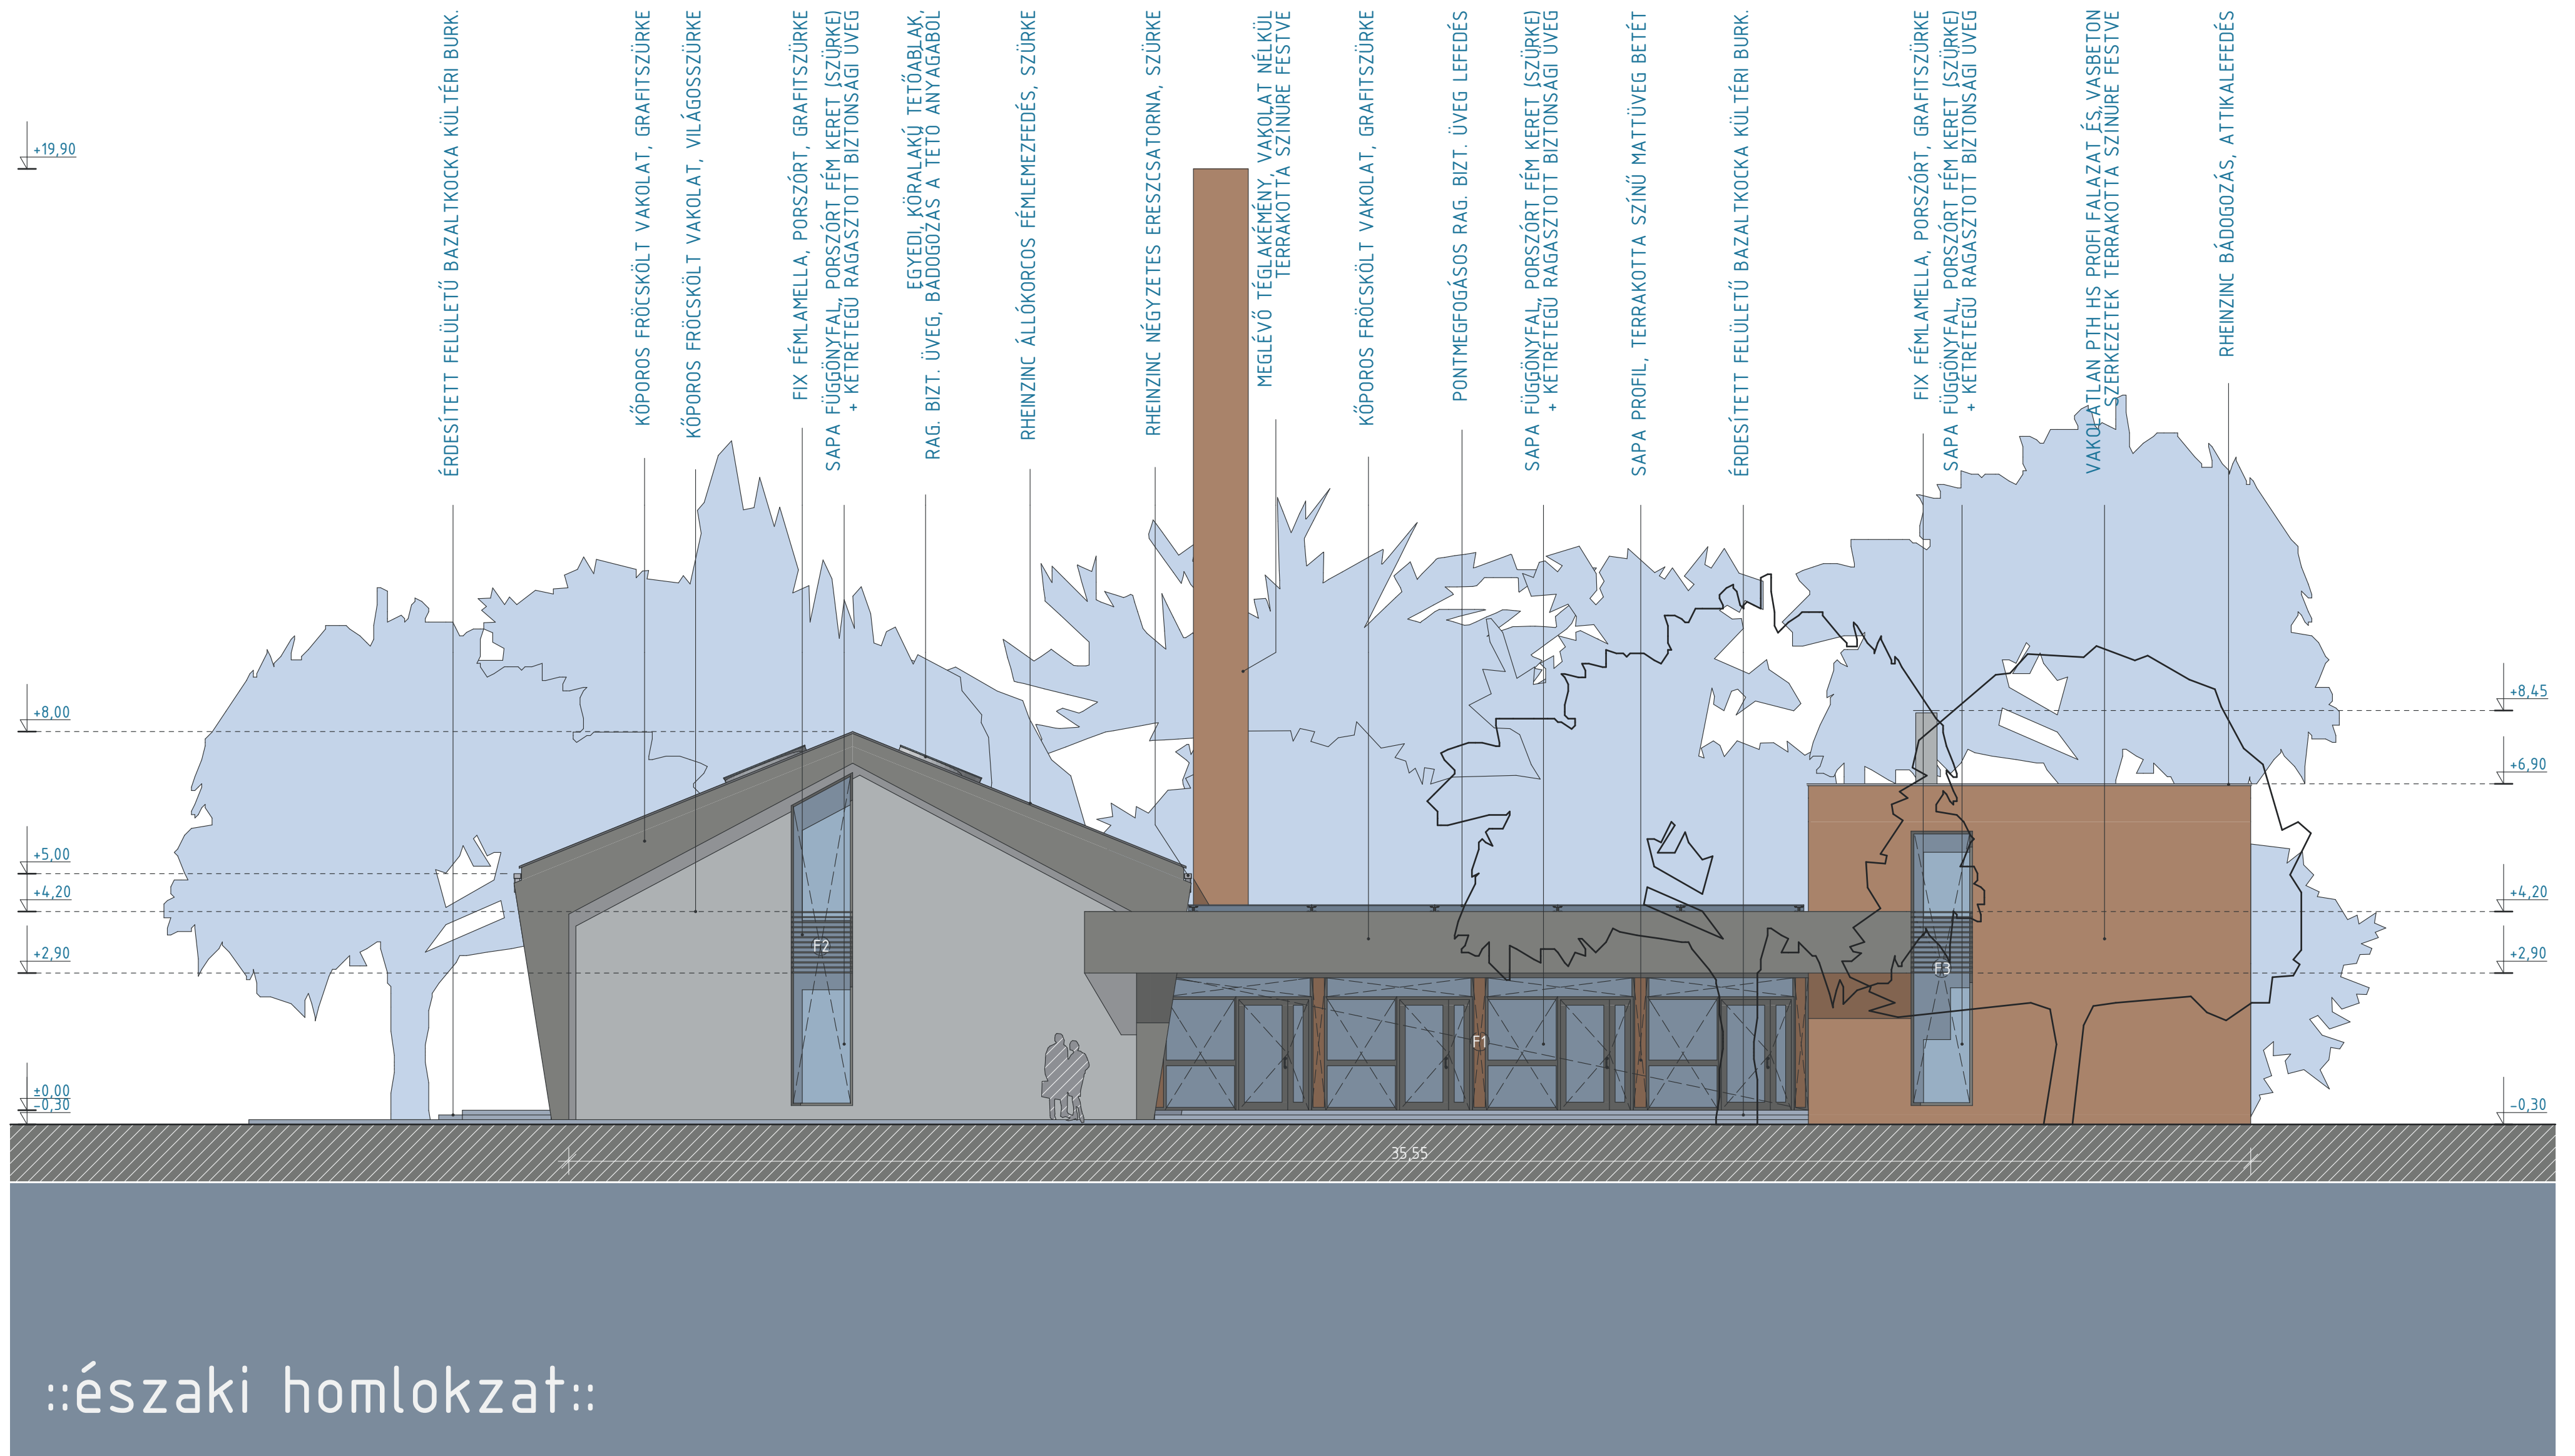 ÉRDESÍTETT FELÜLETŰ BAZALTKOCKA KÜLTÉRI BURK.
KŐPOROS FRÖCSKÖLT VAKOLAT, GRAFITSZÜRKE
KŐPOROS FRÖCSKÖLT VAKOLAT, VILÁGOSSZÜRKE
FIX FÉMLAMELLA, PORSZÓRT, GRAFITSZÜRKE
SAPA FÜGGÖNYFAL, PORSZÓRT FÉM KERET (SZÜRKE)
+ KÉTRÉTEGŰ RAGASZTOTT BIZTONSÁGI ÜVEG
EGYEDI, KÖRALAKÚ TETŐABLAK,
RAG. BIZT. ÜVEG, BÁDOGOZÁS A TETŐ ANYAGÁBÓL
RHEINZINC ÁLLÓKORCOS FÉMLEMEZFEDÉS, SZÜRKE
RHEINZINC NÉGYZETES ERESZCSATORNA, SZÜRKE
MEGLÉVŐ TÉGLAKÉMÉNY, VAKOLAT NÉLKÜL
TERRAKOTTA SZÍNŰRE FESTVE
KŐPOROS FRÖCSKÖLT VAKOLAT, GRAFITSZÜRKE
PONTMEGFOGÁSOS RAG. BIZT. ÜVEG LEFEDÉS
SAPA FÜGGÖNYFAL, PORSZÓRT FÉM KERET (SZÜRKE)
+ KÉTRÉTEGŰ RAGASZTOTT BIZTONSÁGI ÜVEG
SAPA PROFIL, TERRAKOTTA SZÍNŰ MATTÜVEG BETÉT
ÉRDESÍTETT FELÜLETŰ BAZALTKOCKA KÜLTÉRI BURK.
FIX FÉMLAMELLA, PORSZÓRT, GRAFITSZÜRKE
SAPA FÜGGÖNYFAL, PORSZÓRT FÉM KERET (SZÜRKE)
+ KÉTRÉTEGŰ RAGASZTOTT BIZTONSÁGI ÜVEG
VAKOLATLAN PTH HS PROFI FALAZAT ÉS VASBETON
SZERKEZETEK TERRAKOTTA SZÍNŰRE FESTVE
RHEINZINC BÁDOGOZÁS, ATTIKALEFEDÉS
+19,90
+8,00
+5,00
+4,20
+2,90
±0,00
-0,30
+8,45
+6,90
+4,20
+2,90
-0,30
F2
F1
F3
35,55
::északi homlokzat::